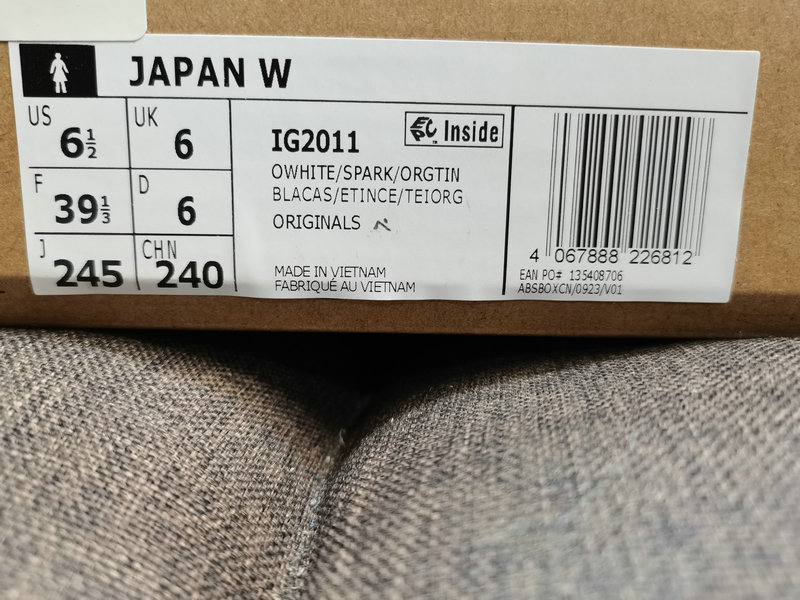 JAPAN W
US 6½
UK 6
F 39⅓
D 6
J 245
CHN 240
EPC Inside
IG2011
OWHITE/SPARK/ORGTIN
BLACAS/ETINCE/TEIORG
ORIGINALS
MADE IN VIETNAM
FABRIQUÉ AU VIETNAM
4 067888 226812
EAN PO# 135408706
ABSBOXCN/0923/V01